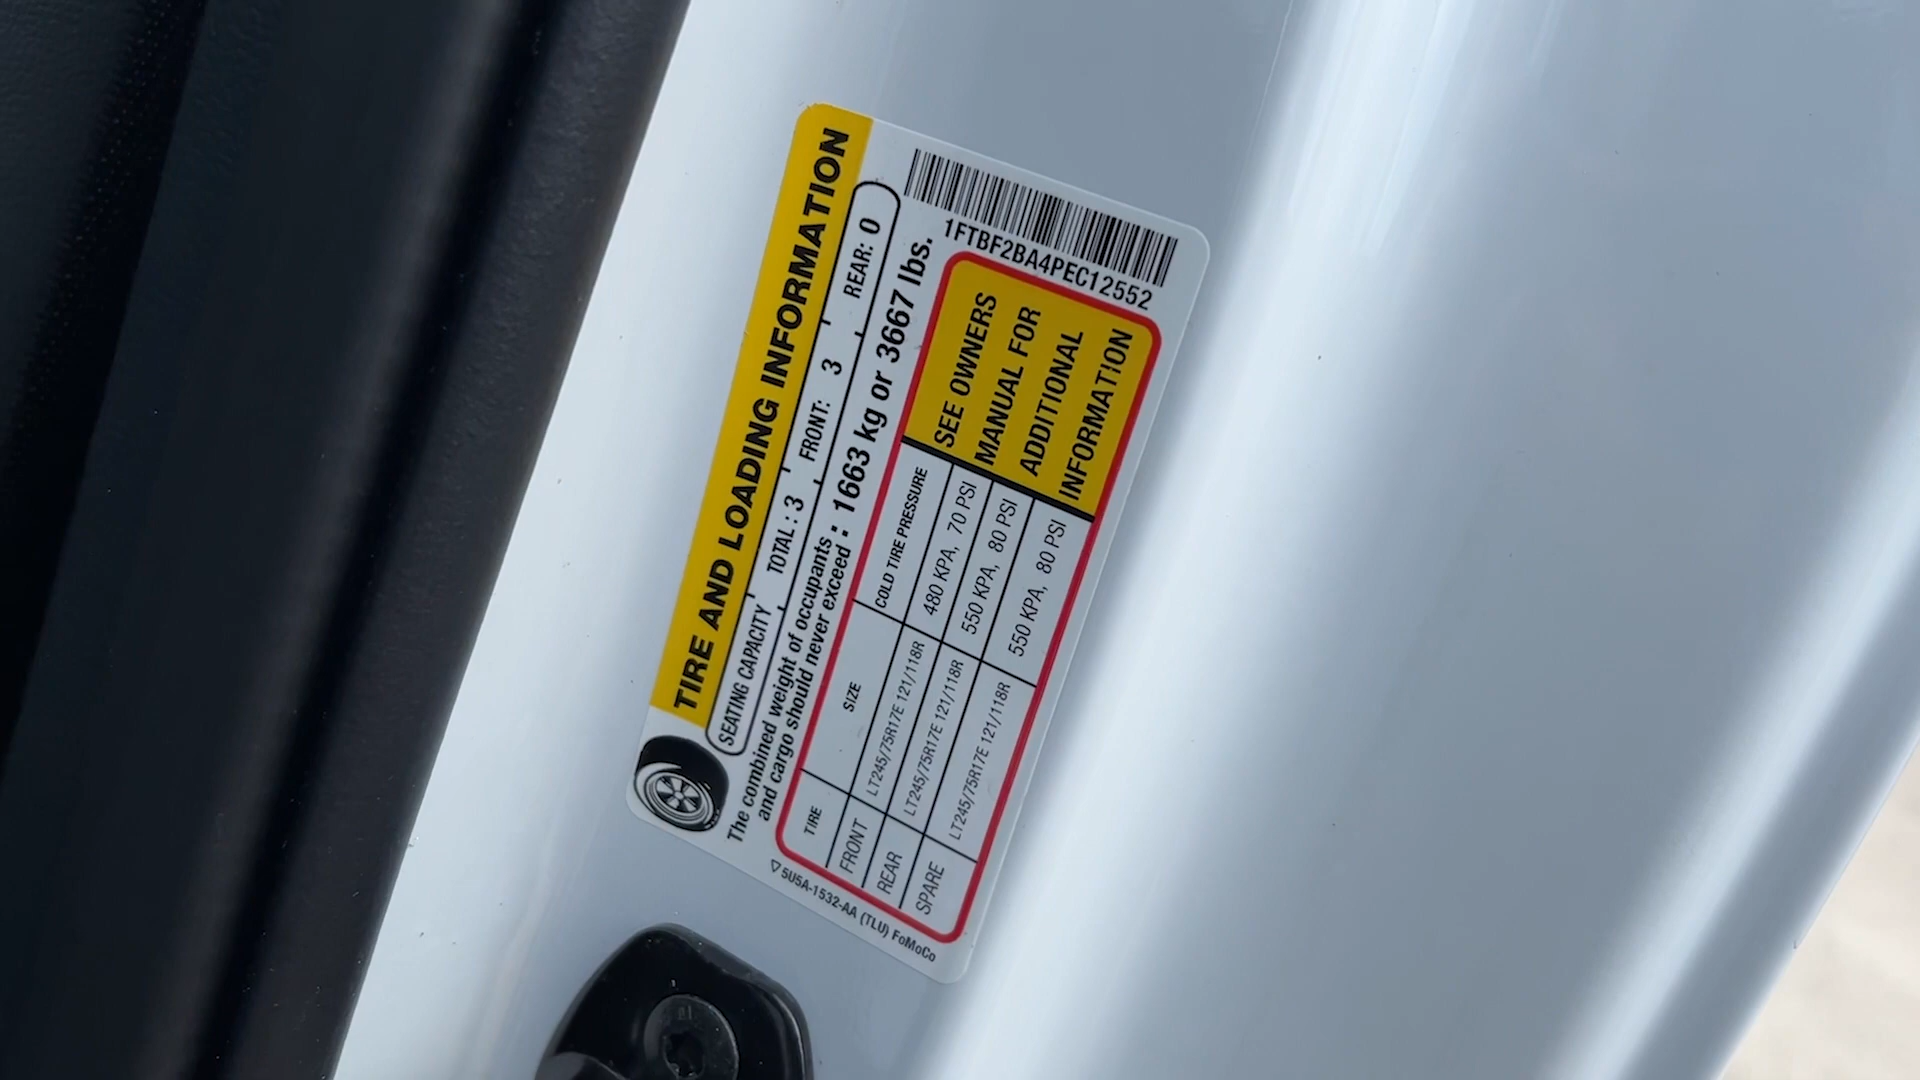 TIRE AND LOADING INFORMATION
SEATING CAPACITY TOTAL : 3 FRONT: 3 REAR: 0
The combined weight of occupants
and cargo should never exceed : 1663 kg or 3667 lbs.
1FTBF2BA4PEC12552
TIRE SIZE COLD TIRE PRESSURE
FRONT LT245/75R17E 121/118R 480 KPA, 70 PSI
REAR LT245/75R17E 121/118R 550 KPA, 80 PSI
SPARE LT245/75R17E 121/118R 550 KPA, 80 PSI
SEE OWNERS
MANUAL FOR
ADDITIONAL
INFORMATION
5U5A-1532-AA (TLU) FoMoCo